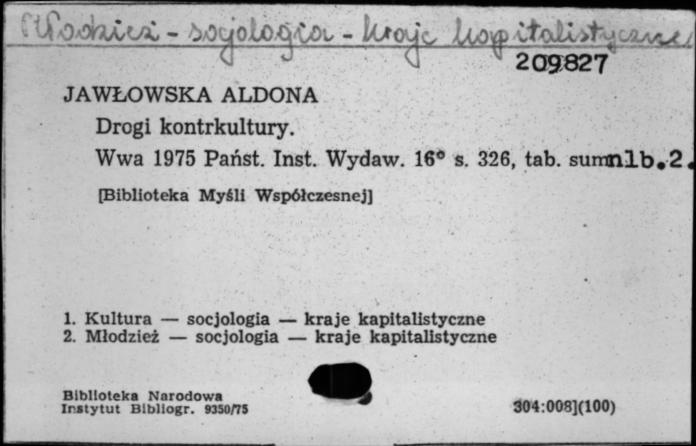 Młodzież - socjologia - kraje kapitalistyczne
209827
JAWŁOWSKA ALDONA
Drogi kontrkultury.
Wwa 1975 Państ. Inst. Wydaw. 16° s. 326, tab. summ nlb.2.
[Biblioteka Myśli Współczesnej]
1. Kultura — socjologia — kraje kapitalistyczne
2. Młodzież — socjologia — kraje kapitalistyczne
Biblioteka Narodowa
Instytut Bibliogr. 9350/75
304:008](100)